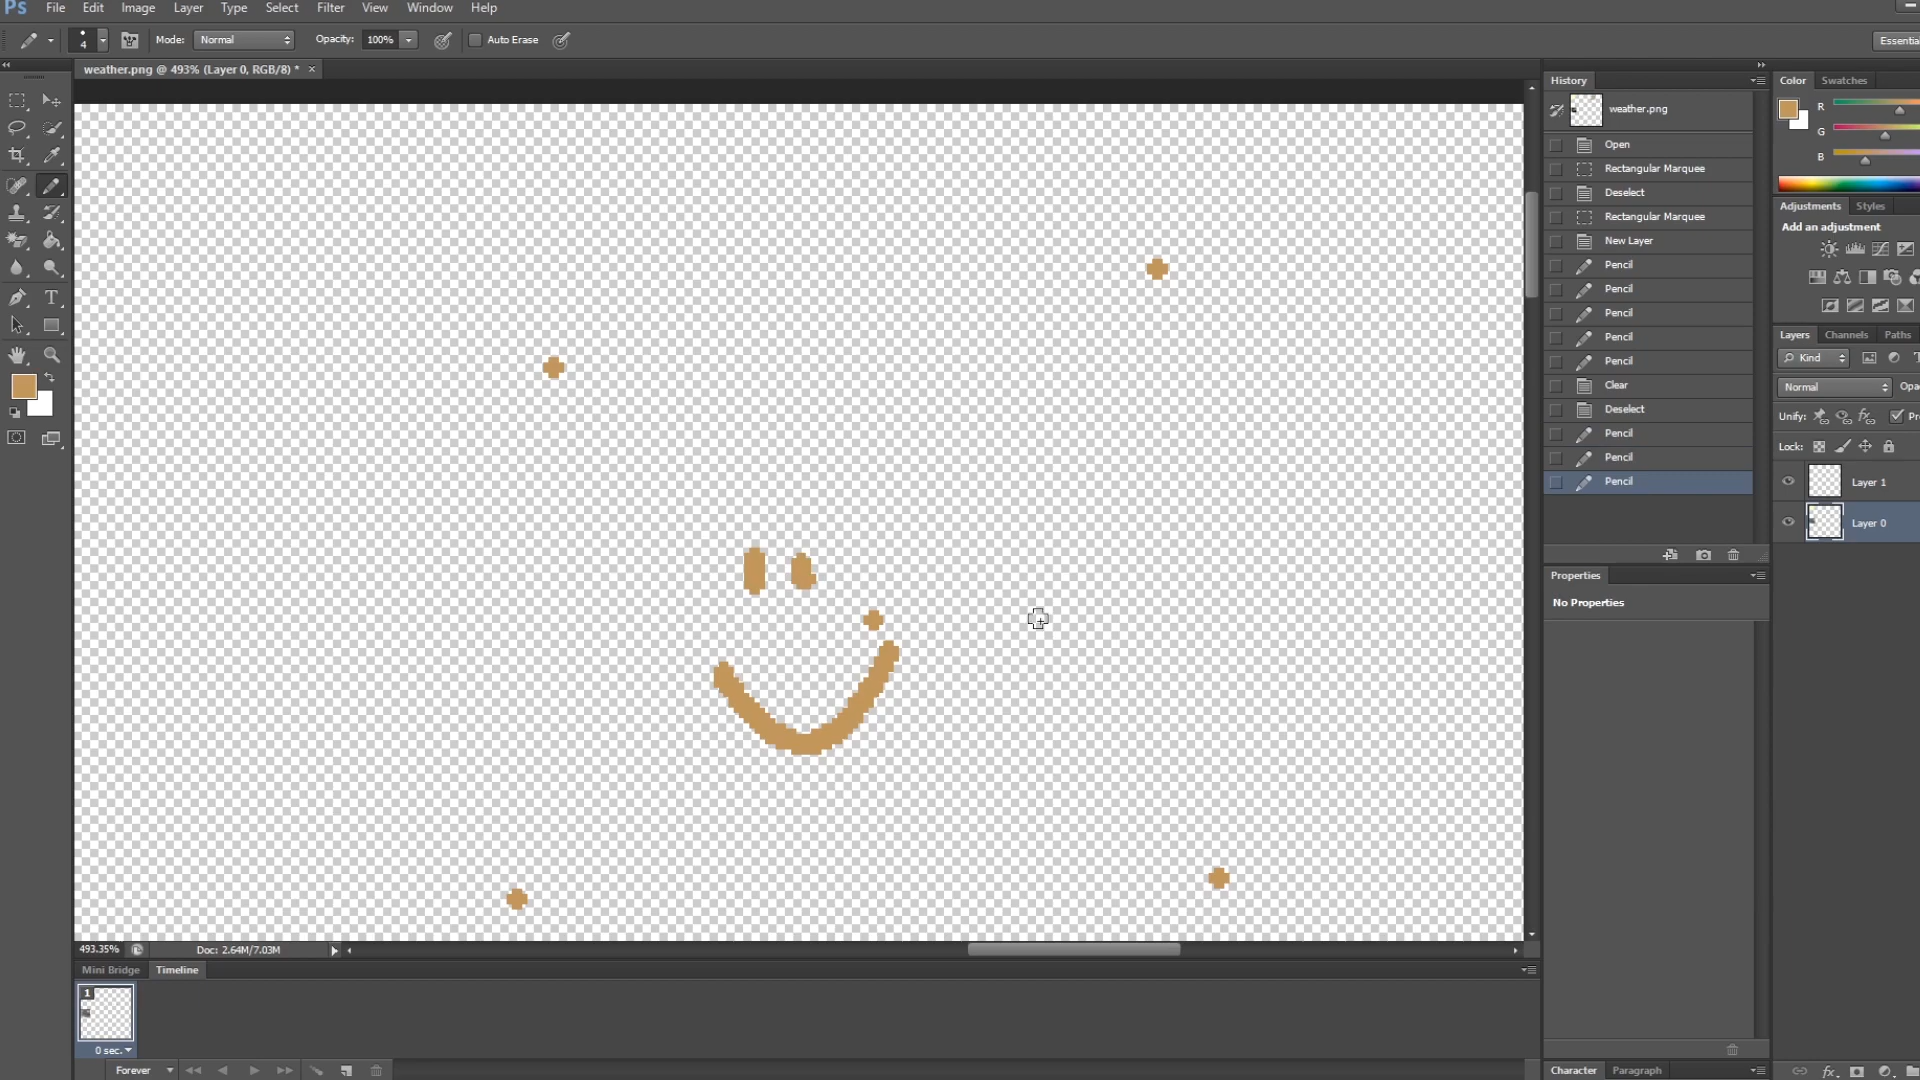 Ps File Edit Image Layer Type Select Filter View Window Help
4 Mode: Normal Opacity: 100% Auto Erase
Essentia
weather.png @ 493% (Layer 0, RGB/8) * ×
History
weather.png
Open
Rectangular Marquee
Deselect
Rectangular Marquee
New Layer
Pencil
Pencil
Pencil
Pencil
Pencil
Clear
Deselect
Pencil
Pencil
Pencil
Properties
No Properties
Color Swatches
R
G
B
Adjustments Styles
Add an adjustment
Layers Channels Paths
Kind
Normal Opa
Unify: Pr
Lock:
Layer 1
Layer 0
493.35% Doc: 2.64M/7.03M
Mini Bridge Timeline
1
0 sec.
Forever
Character Paragraph